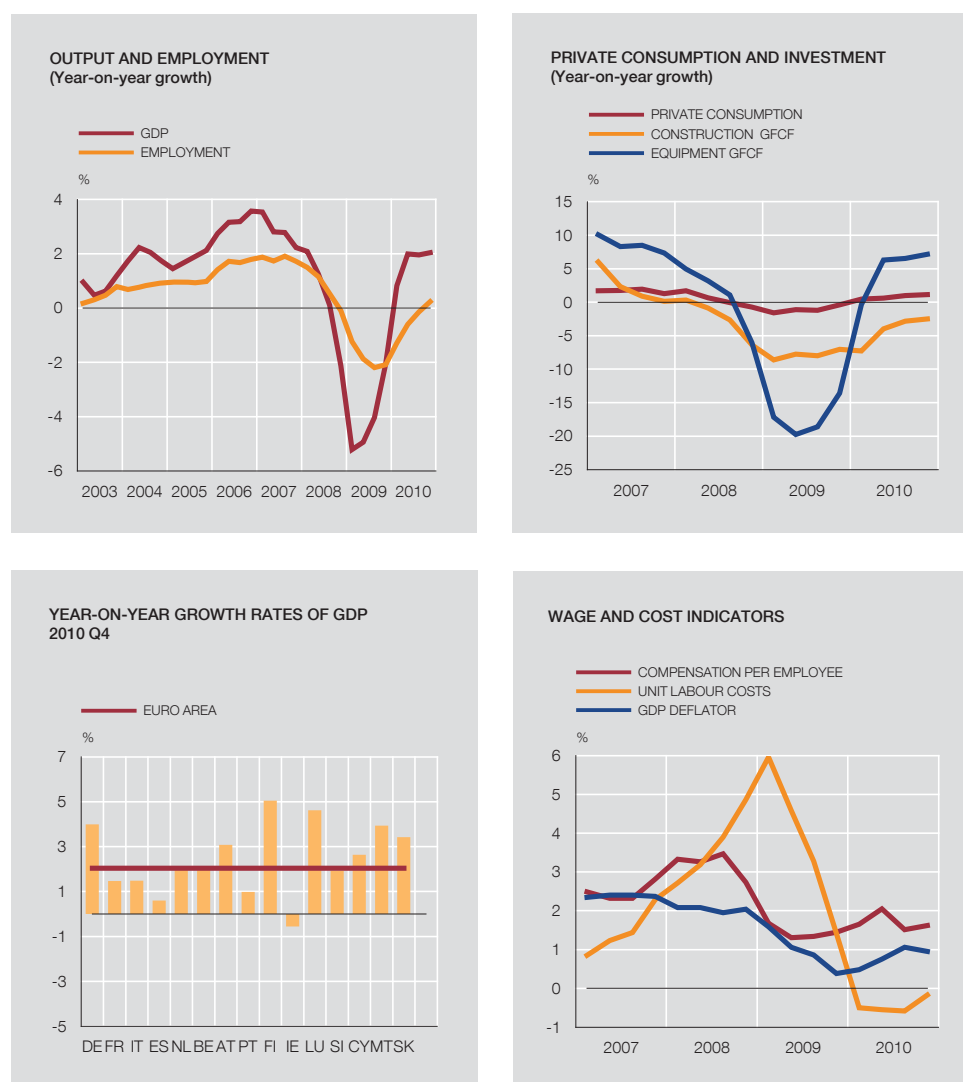 OUTPUT AND EMPLOYMENT
(Year-on-year growth)
GDP
EMPLOYMENT
%
4
2
0
-2
-4
-6
2003 2004 2005 2006 2007 2008 2009 2010
PRIVATE CONSUMPTION AND INVESTMENT
(Year-on-year growth)
PRIVATE CONSUMPTION
CONSTRUCTION GFCF
EQUIPMENT GFCF
%
15
10
5
0
-5
-10
-15
-20
-25
2007 2008 2009 2010
YEAR-ON-YEAR GROWTH RATES OF GDP
2010 Q4
EURO AREA
%
7
5
3
1
-1
-3
-5
DE FR IT ES NL BE AT PT FI IE LU SI CY MT SK
WAGE AND COST INDICATORS
COMPENSATION PER EMPLOYEE
UNIT LABOUR COSTS
GDP DEFLATOR
%
6
5
4
3
2
1
0
-1
2007 2008 2009 2010